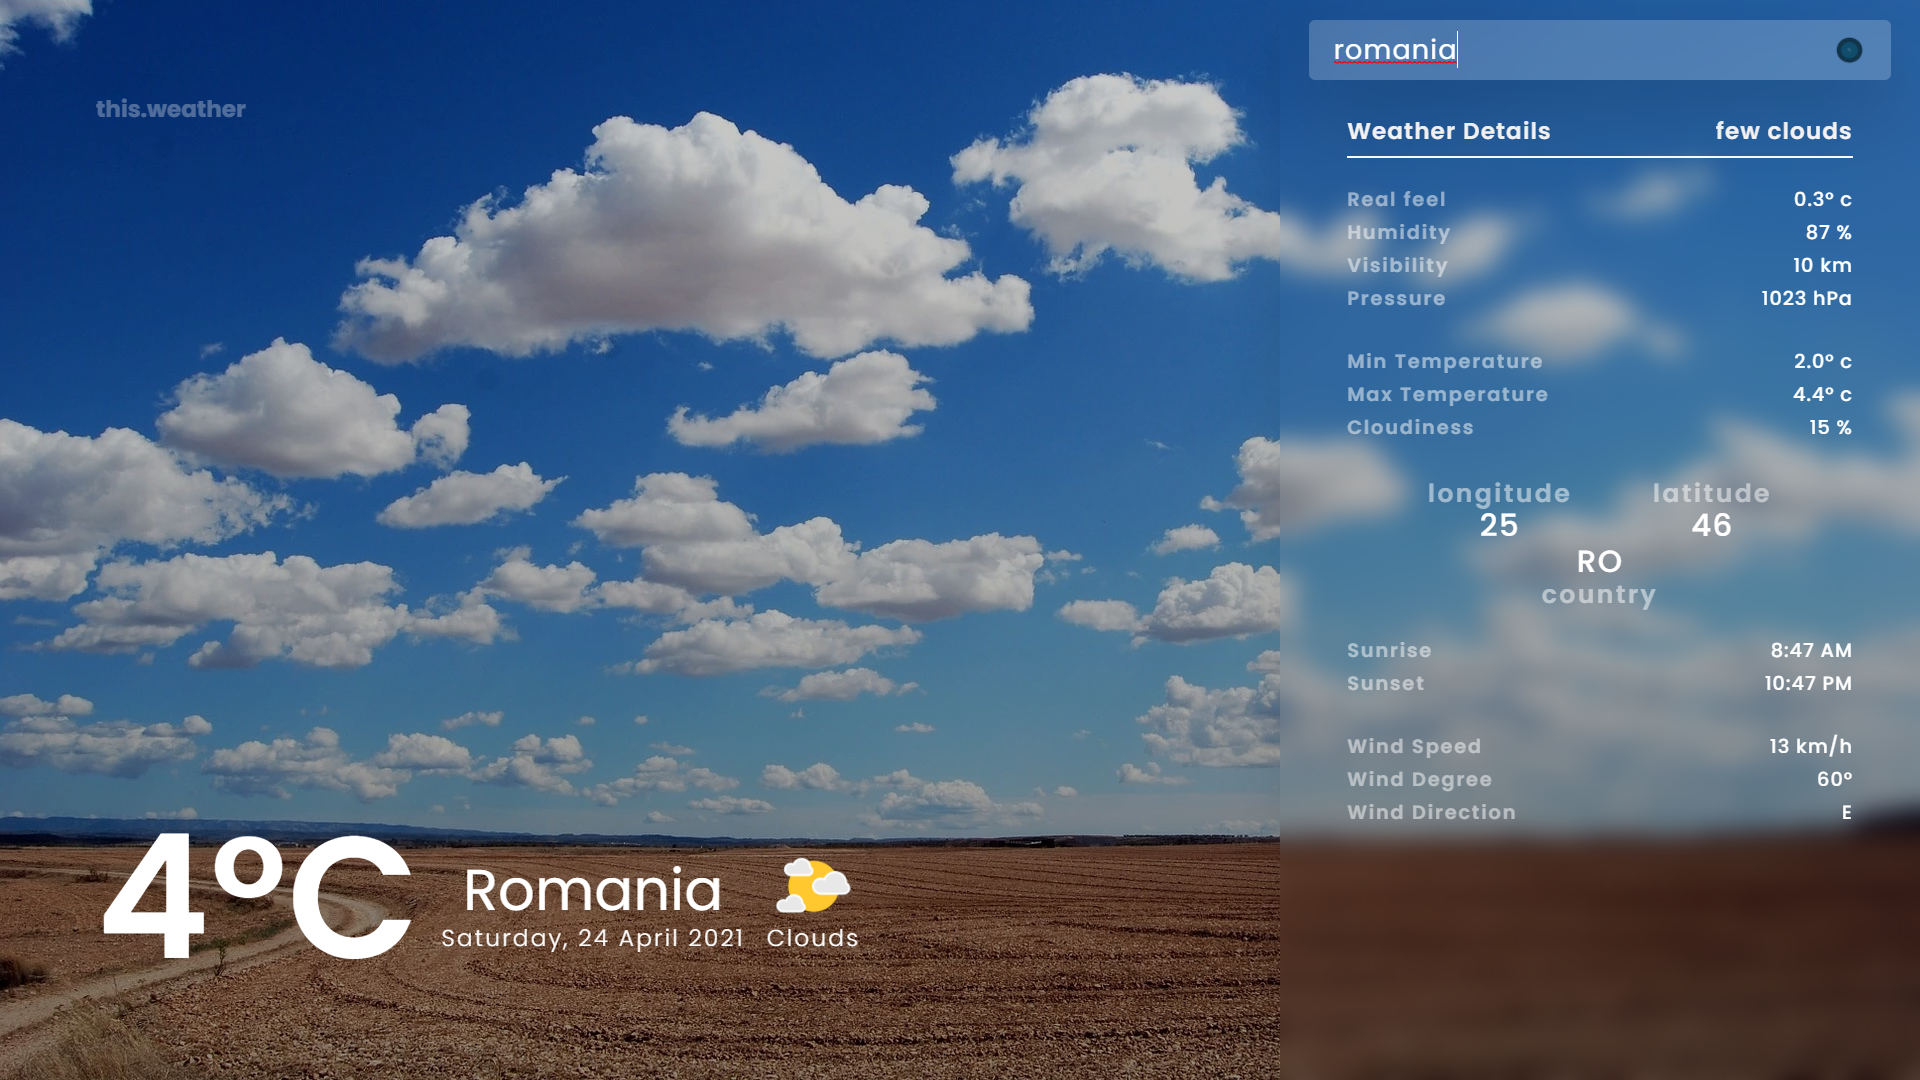 this.weather
romania
Weather Details few clouds
Real feel 0.3° c
Humidity 87 %
Visibility 10 km
Pressure 1023 hPa
Min Temperature 2.0° c
Max Temperature 4.4° c
Cloudiness 15 %
longitude latitude
25 46
RO
country
Sunrise 8:47 AM
Sunset 10:47 PM
Wind Speed 13 km/h
Wind Degree 60°
Wind Direction E
4°C
Romania
Saturday, 24 April 2021 Clouds